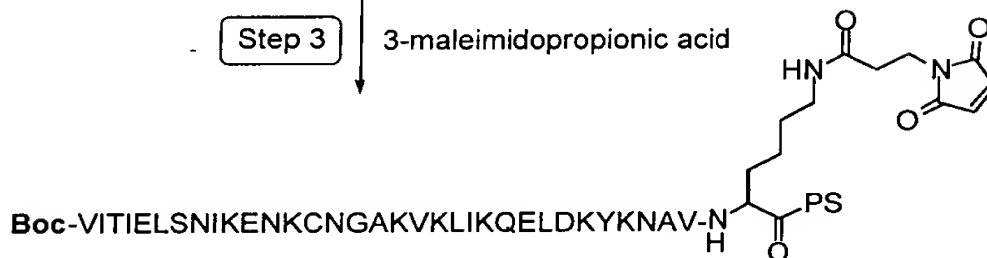 Step 3 3-maleimidopropionic acid
O
HN
N
O
O
Boc-VITIELSNIKENKCNGAKVKLIKQELDKYKNAV-N
H
PS
O